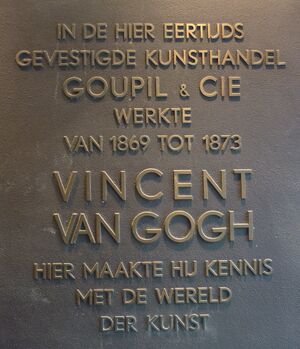 IN DE HIER EERTIJDS
GEVESTIGDE KUNSTHANDEL
GOUPIL & CIE
WERKTE
VAN 1869 TOT 1873
VINCENT
VAN GOGH
HIER MAAKTE HIJ KENNIS
MET DE WERELD
DER KUNST